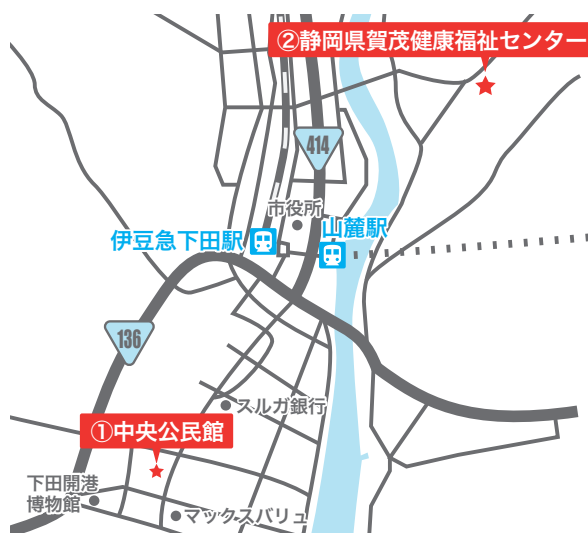 ②静岡県賀茂健康福祉センター
414
市役所
山麓駅
伊豆急下田駅
136
スルガ銀行
①中央公民館
下田開港
博物館
マックスバリュ